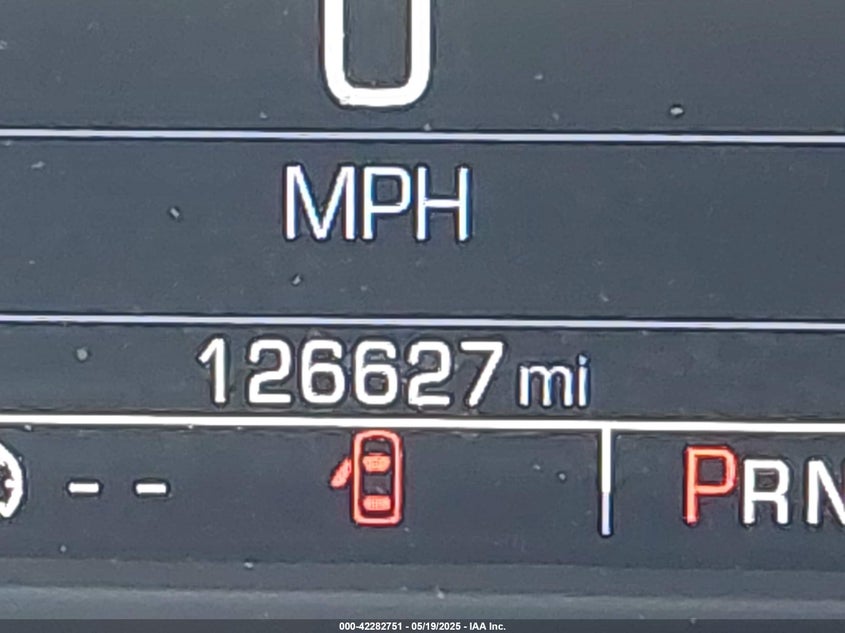 0
MPH
126627 mi
-- PRN
000-42282751 - 05/19/2025 - IAA Inc.